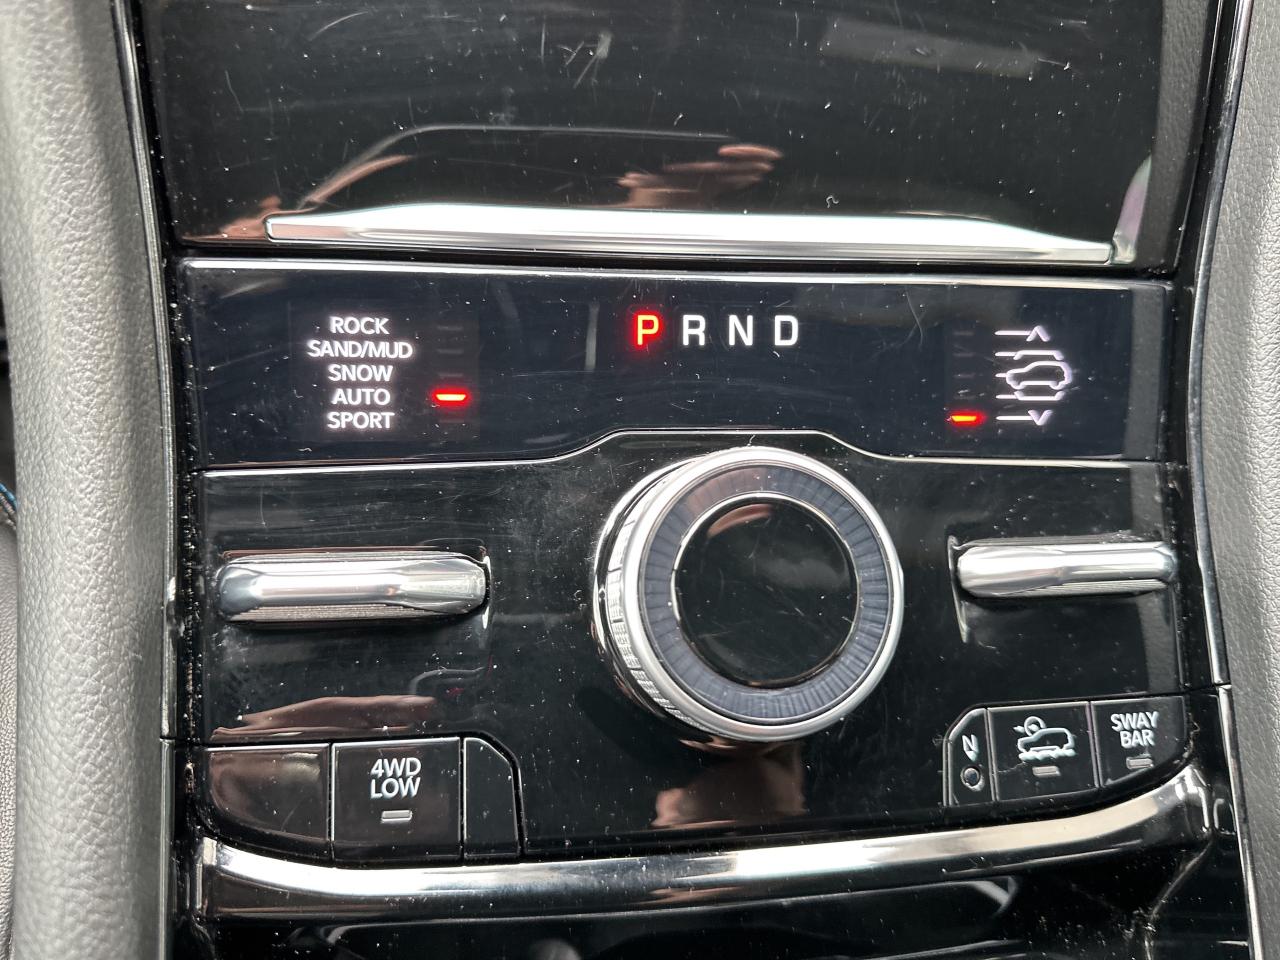 ROCK
SAND/MUD
SNOW
AUTO
SPORT
P R N D
4WD
LOW
N
SWAY
BAR